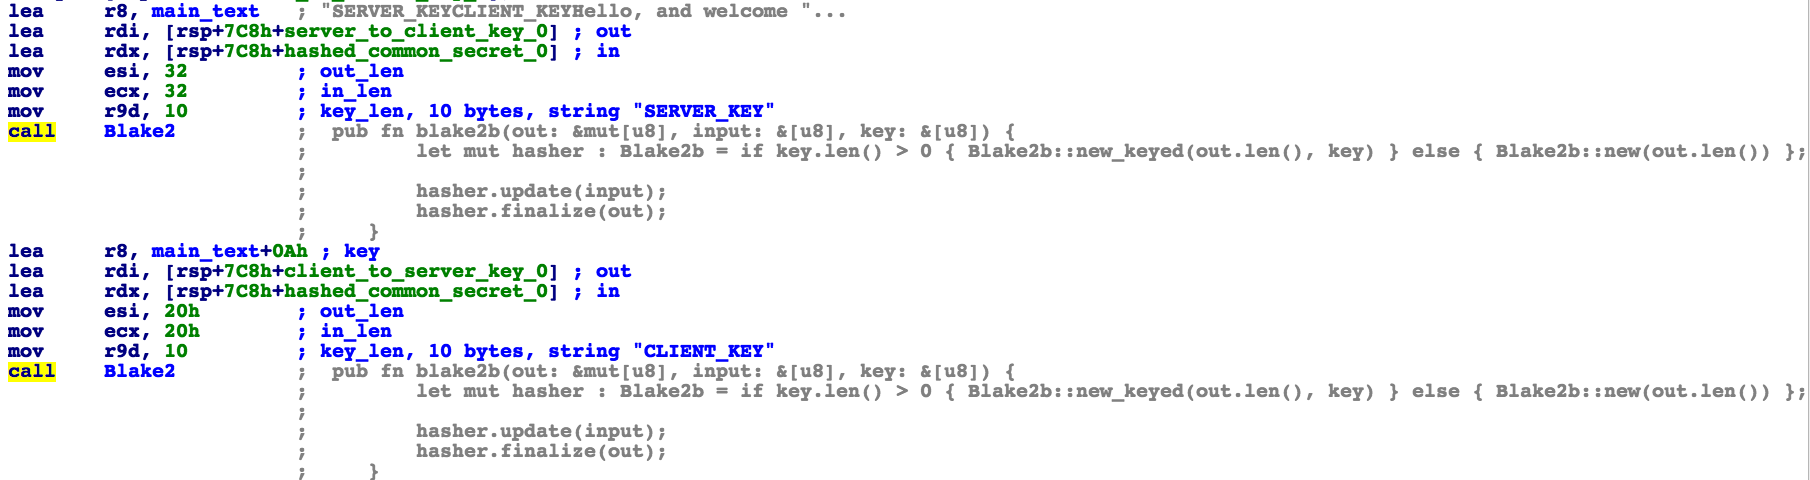 lea r8, main_text ; "SERVER_KEYCLIENT_KEYHello, and welcome "...
lea rdi, [rsp+7C8h+server_to_client_key_0] ; out
lea rdx, [rsp+7C8h+hashed_common_secret_0] ; in
mov esi, 32 ; out_len
mov ecx, 32 ; in_len
mov r9d, 10 ; key_len, 10 bytes, string "SERVER_KEY"
call Blake2 ; pub fn blake2b(out: &mut[u8], input: &[u8], key: &[u8]) {
; let mut hasher : Blake2b = if key.len() > 0 { Blake2b::new_keyed(out.len(), key) } else { Blake2b::new(out.len()) };
;
; hasher.update(input);
; hasher.finalize(out);
; }
lea r8, main_text+0Ah ; key
lea rdi, [rsp+7C8h+client_to_server_key_0] ; out
lea rdx, [rsp+7C8h+hashed_common_secret_0] ; in
mov esi, 20h ; out_len
mov ecx, 20h ; in_len
mov r9d, 10 ; key_len, 10 bytes, string "CLIENT_KEY"
call Blake2 ; pub fn blake2b(out: &mut[u8], input: &[u8], key: &[u8]) {
; let mut hasher : Blake2b = if key.len() > 0 { Blake2b::new_keyed(out.len(), key) } else { Blake2b::new(out.len()) };
;
; hasher.update(input);
; hasher.finalize(out);
; }